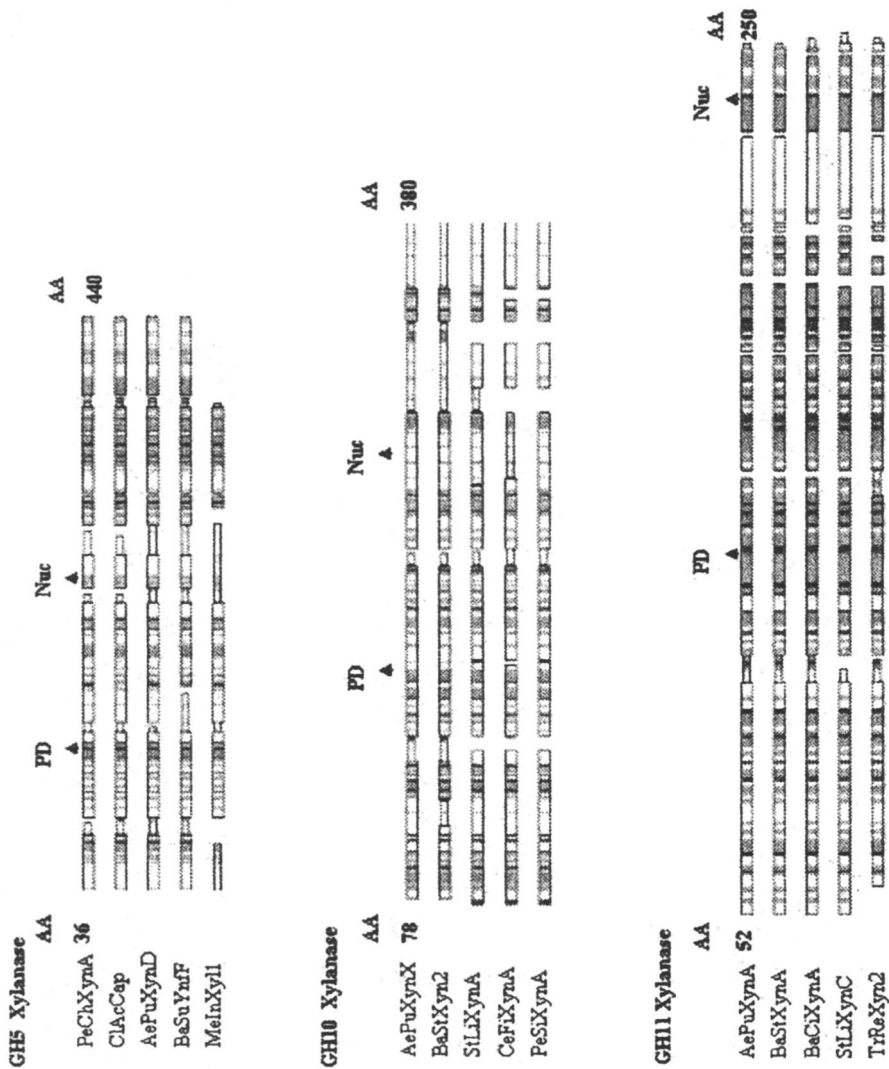 GH5 Xylanase
AA AA
PeChXynA 36 440
ClAcCap
AePuXynD
BaSuYnfF
MeInXyl1
PD Nuc
GH10 Xylanase
AA AA
AePuXynX 78 380
BaStXyn2
StLiXynA
CeFiXynA
PeSiXynA
PD Nuc
GH11 Xylanase
AA AA
AePuXynA 52 250
BaStXynA
BaCiXynA
StLiXynC
TrReXyn2
PD Nuc